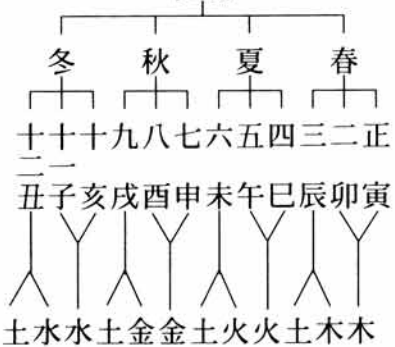 冬 秋 夏 春
十二 十一 十 九 八 七 六 五 四 三 二 正
丑 子 亥 戌 酉 申 未 午 巳 辰 卯 寅
土 水 水 土 金 金 土 火 火 土 木 木